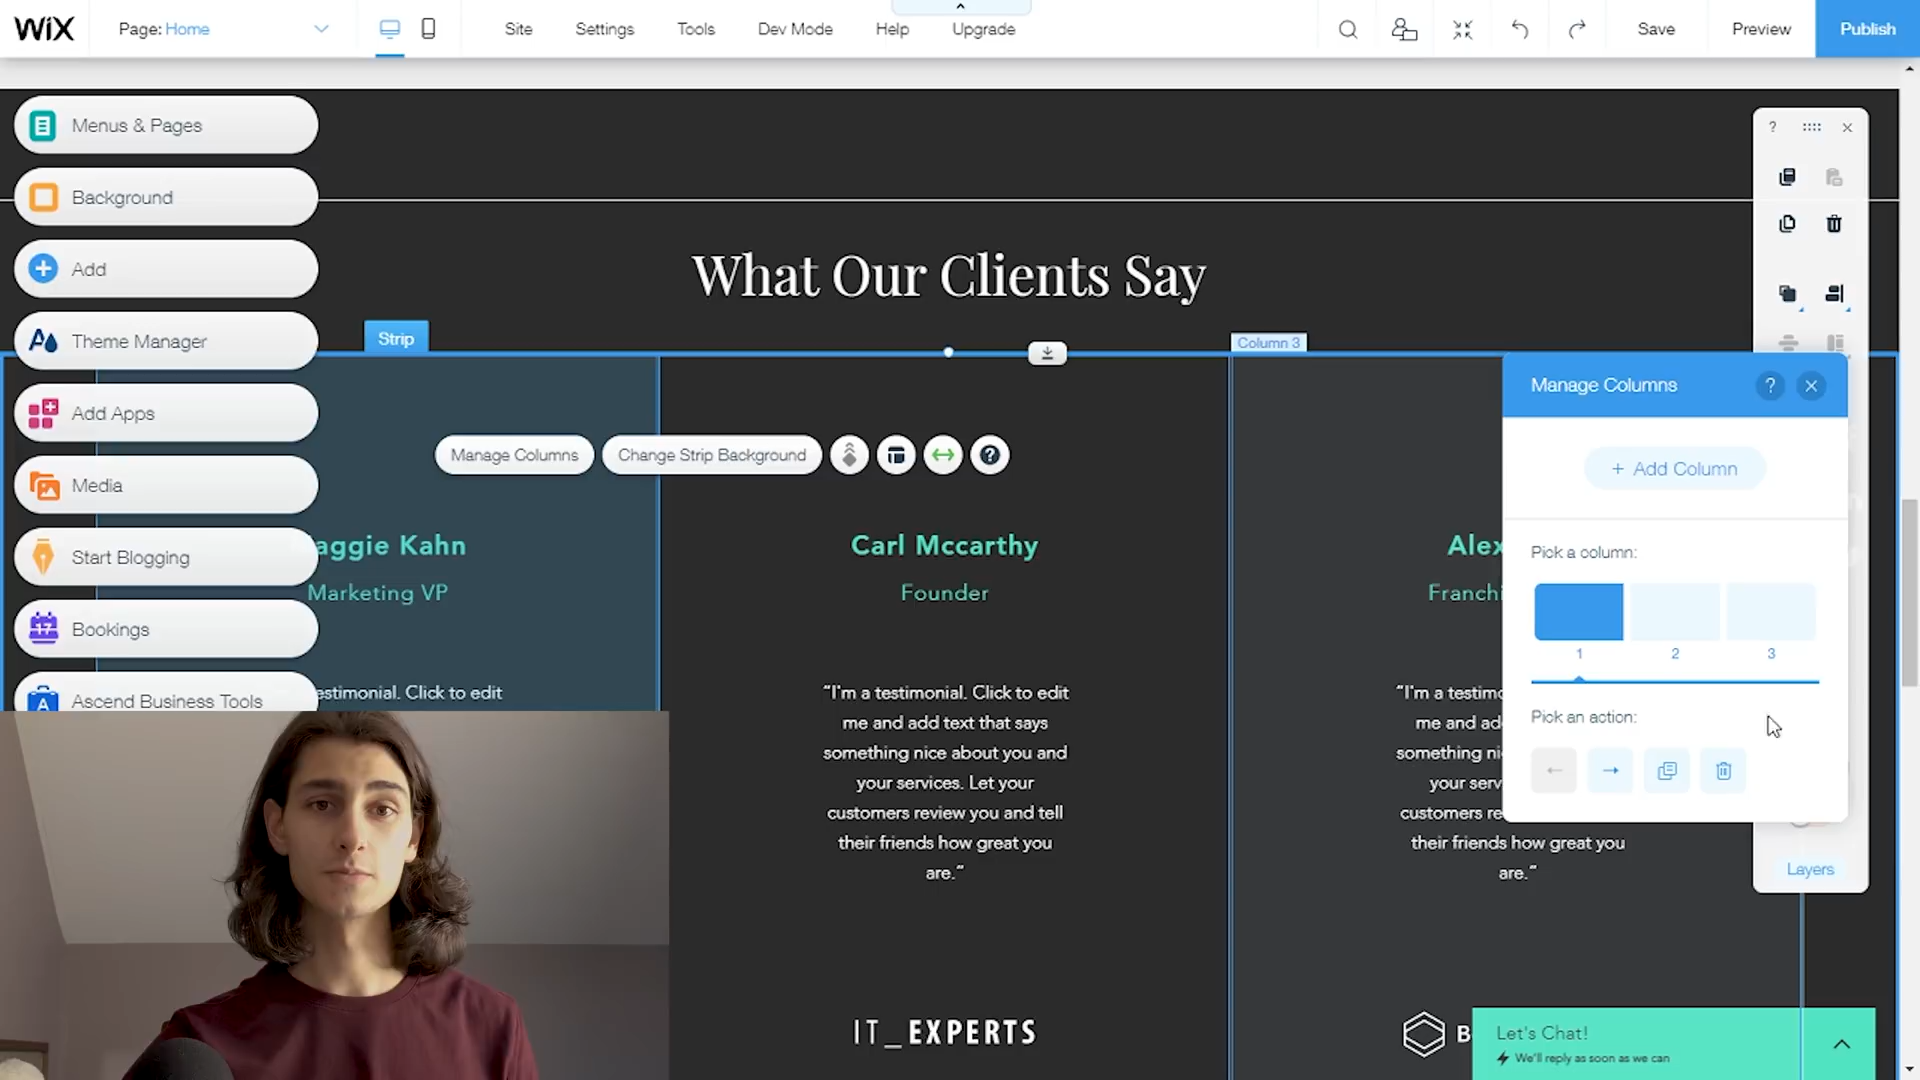 WiX
Page: Home
Site
Settings
Tools
Dev Mode
Help
Upgrade
Save
Preview
Publish
Menus & Pages
Background
Add
Theme Manager
Add Apps
Media
Start Blogging
Bookings
Ascend Business Tools
What Our Clients Say
Strip
Column 3
Manage Columns
Change Strip Background
aggie Kahn
Marketing VP
estimonial. Click to edit
Carl Mccarthy
Founder
“I'm a testimonial. Click to edit
me and add text that says
something nice about you and
your services. Let your
customers review you and tell
their friends how great you
are.”
IT_EXPERTS
Alex
Franchi
“I'm a testimo
me and ad
something ni
your serv
customers re
their friends how great you
are.”
B
Manage Columns
?
+ Add Column
Pick a column:
1
2
3
Pick an action:
Layers
Let's Chat!
We'll reply as soon as we can